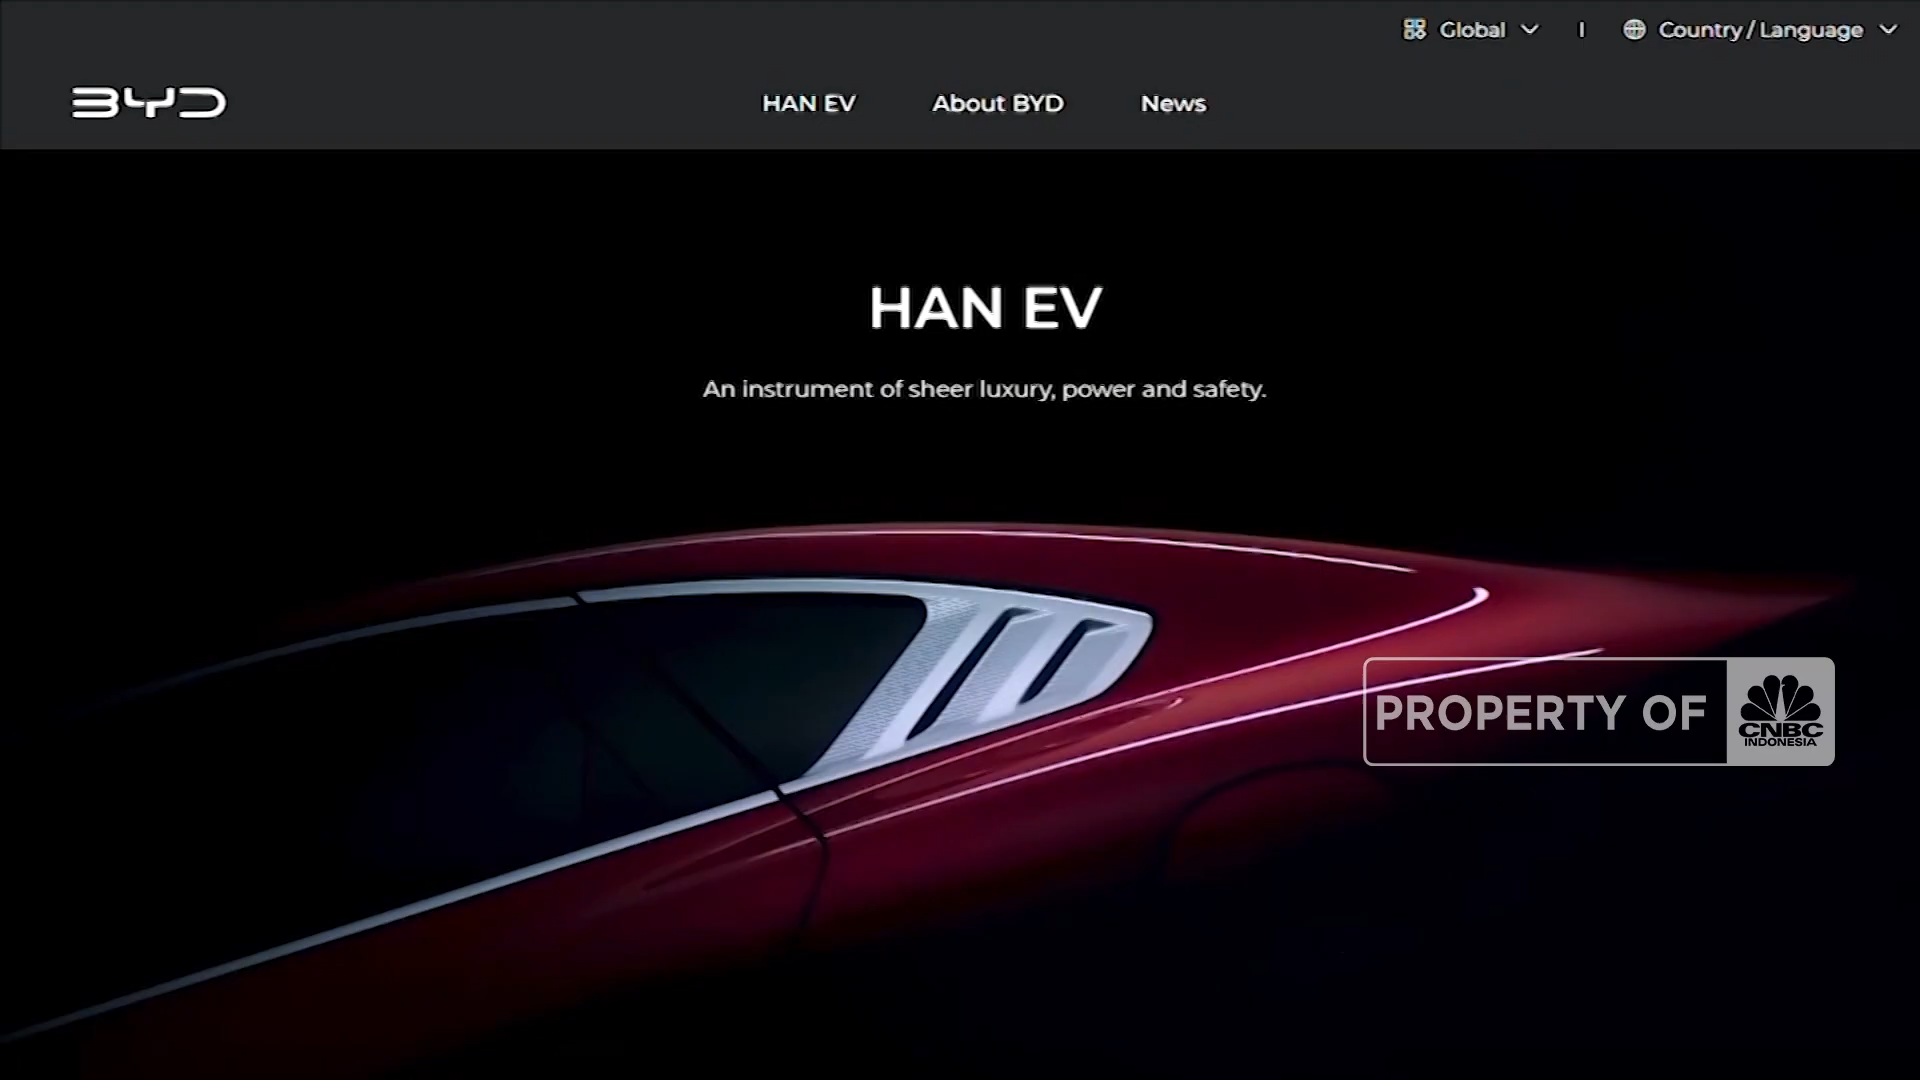 Global
Country / Language
BYD
HAN EV
About BYD
News
HAN EV
An instrument of sheer luxury, power and safety.
PROPERTY OF
CNBC
INDONESIA